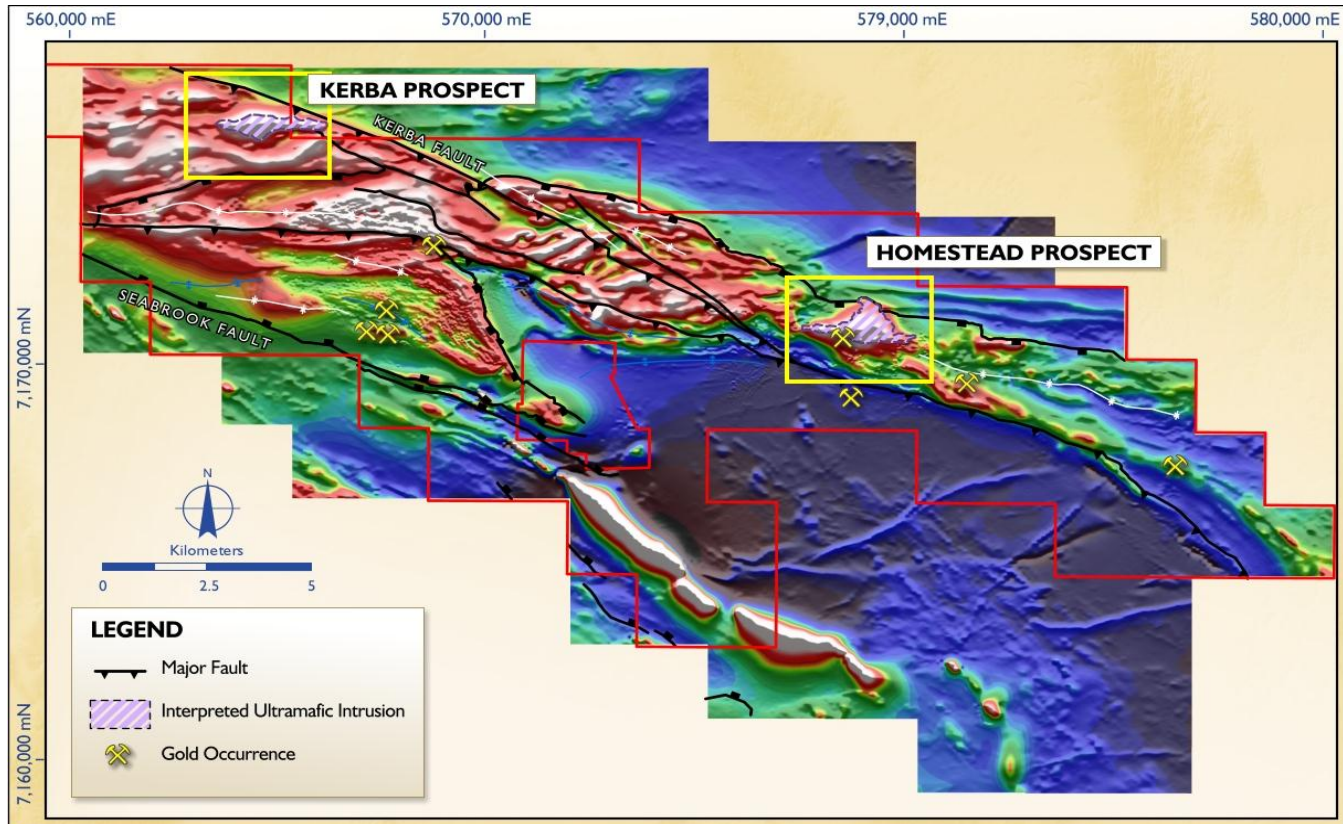 560,000 mE
570,000 mE
579,000 mE
580,000 mE
KERBA PROSPECT
KERBA FAULT
HOMESTEAD PROSPECT
SEABROOK FAULT
7,170,000 mN
N
Kilometers
0 2.5 5
LEGEND
Major Fault
Interpreted Ultramafic Intrusion
Gold Occurrence
7,160,000 mN